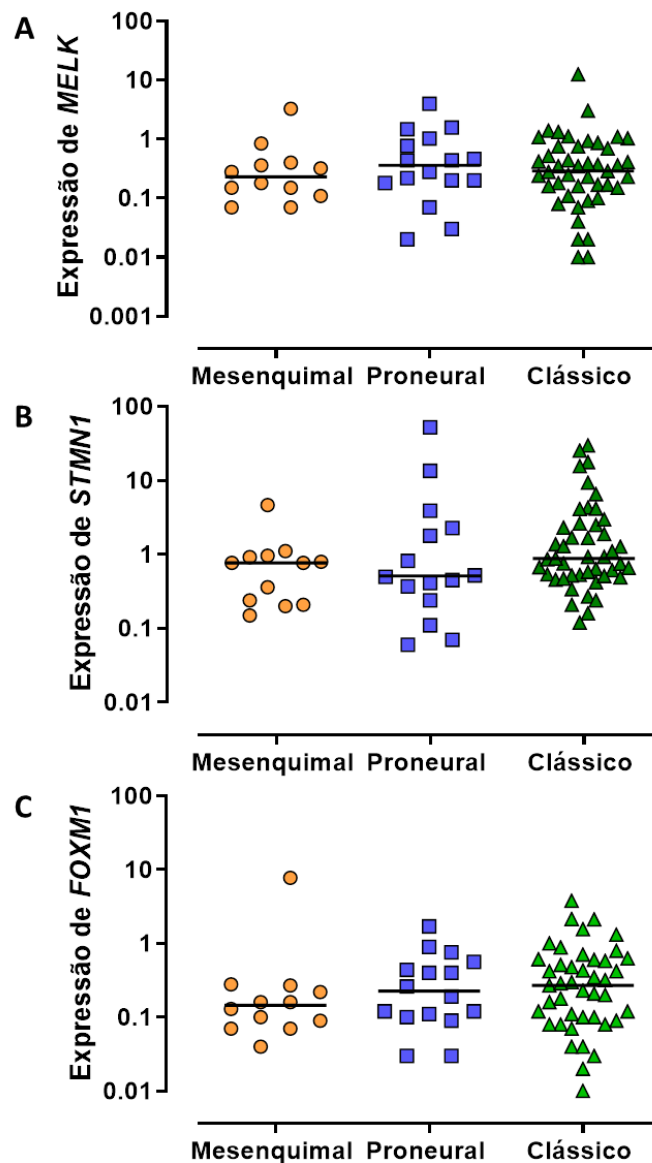 A
Expressão de MELK
100
10
1
0.1
0.01
0.001
Mesenquimal Proneural Clássico
B
Expressão de STMN1
100
10
1
0.1
0.01
Mesenquimal Proneural Clássico
C
Expressão de FOXM1
100
10
1
0.1
0.01
Mesenquimal Proneural Clássico